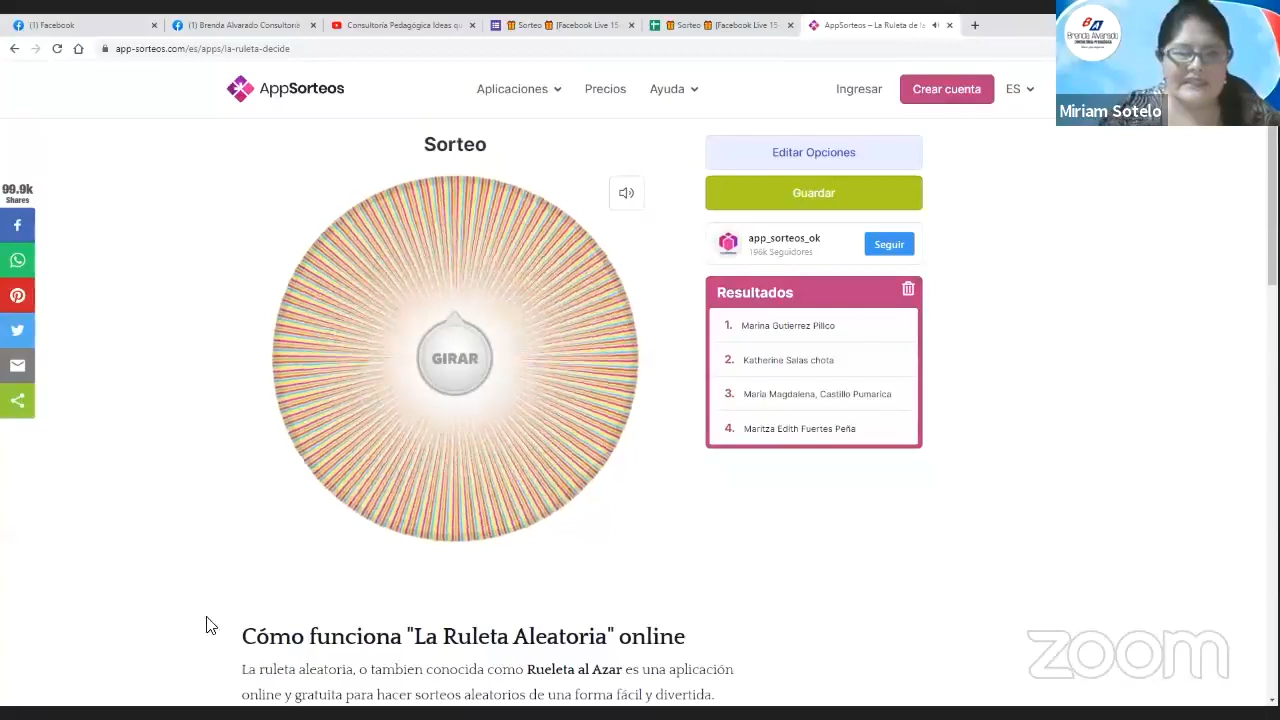 (1) Facebook
(1) Brenda Alvarado Consultoría
Consultoría Pedagógica Ideas qu
Sorteo [Facebook Live 15
Sorteo [Facebook Live 15
AppSorteos – La Ruleta de la
app-sorteos.com/es/apps/la-ruleta-decide
Brenda Alvarado
CONSULTORÍA PEDAGÓGICA
Miriam Sotelo
AppSorteos
Aplicaciones
Precios
Ayuda
Ingresar
Crear cuenta
ES
99.9k
Shares
Sorteo
GIRAR
Editar Opciones
Guardar
app_sorteos_ok
196k Seguidores
Seguir
Resultados
1. Marina Gutierrez Pillco
2. Katherine Salas chota
3. Maria Magdalena, Castillo Pumarica
4. Maritza Edith Fuertes Peña
Cómo funciona "La Ruleta Aleatoria" online
La ruleta aleatoria, o tambien conocida como Rueleta al Azar es una aplicación
online y gratuita para hacer sorteos aleatorios de una forma fácil y divertida.
zoom